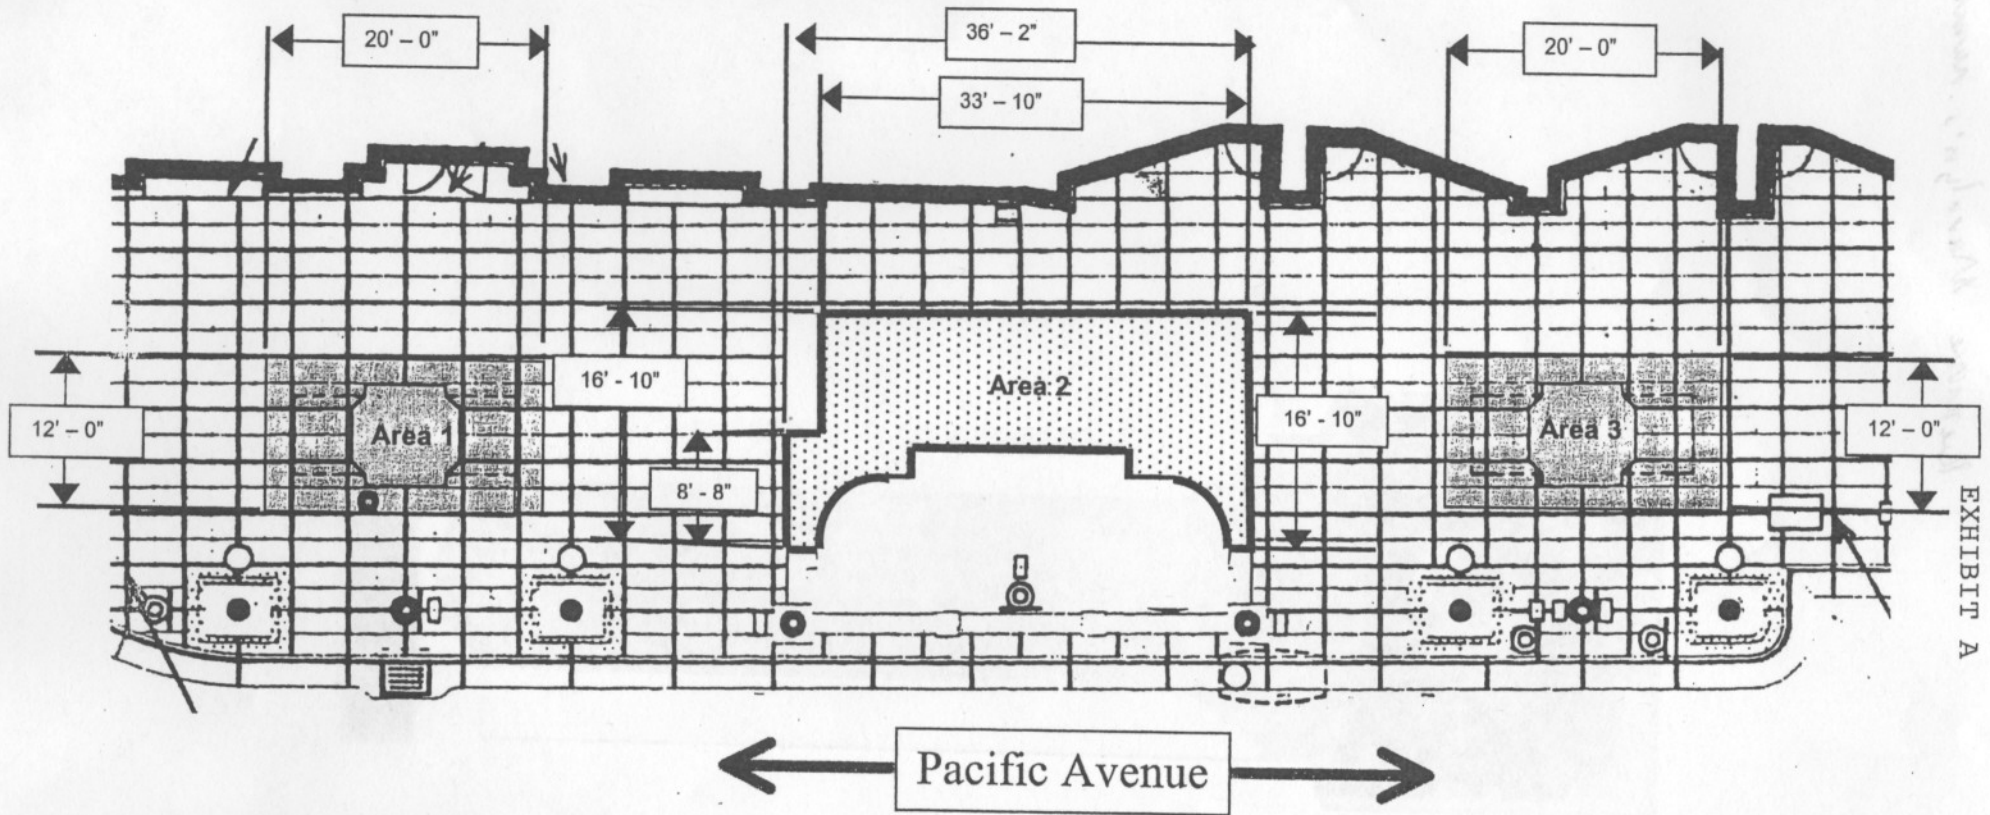 20' – 0"
36' – 2"
33' – 10"
20' – 0"
16' - 10"
Area 2
12' – 0"
Area 1
16' - 10"
Area 3
12' – 0"
8' - 8"
EXHIBIT A
Pacific Avenue